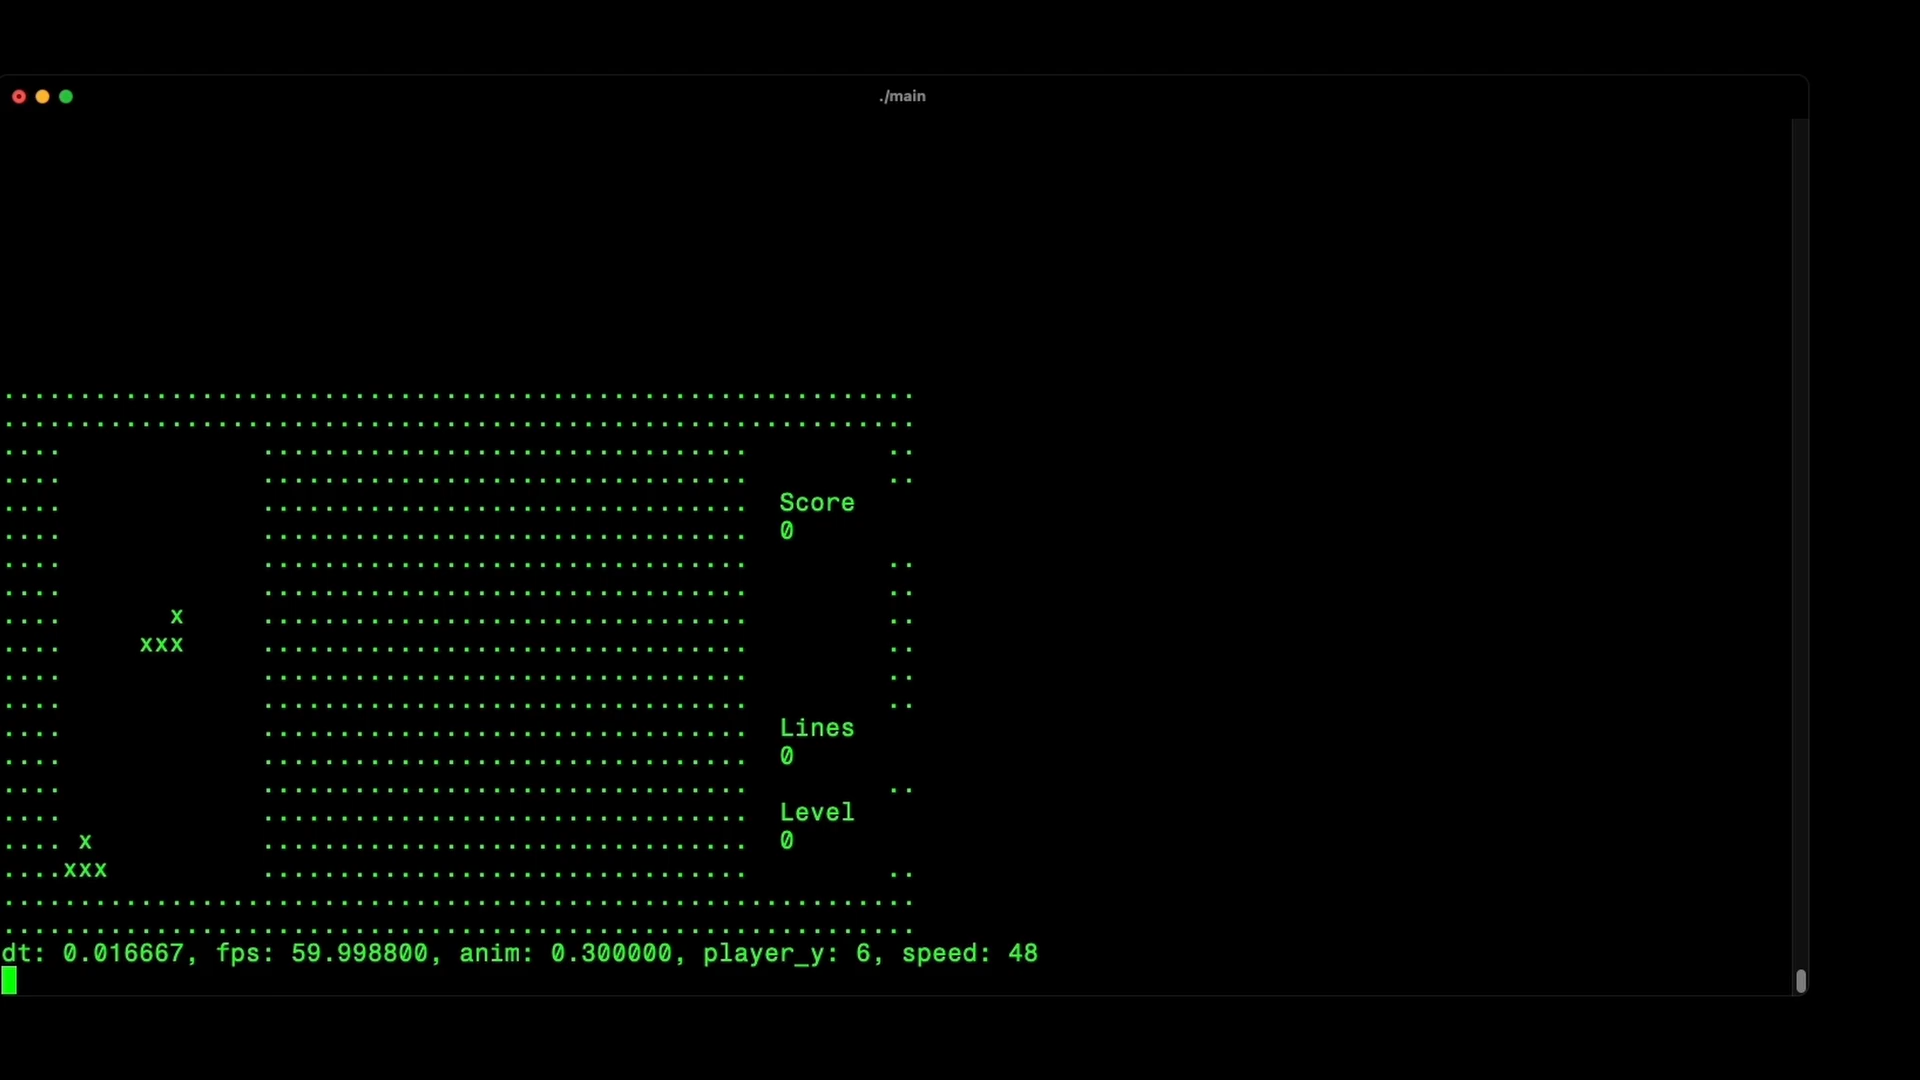 ./main
Score
0
x
xxx
Lines
0
Level
x
0
xxx
dt: 0.016667, fps: 59.998800, anim: 0.300000, player_y: 6, speed: 48